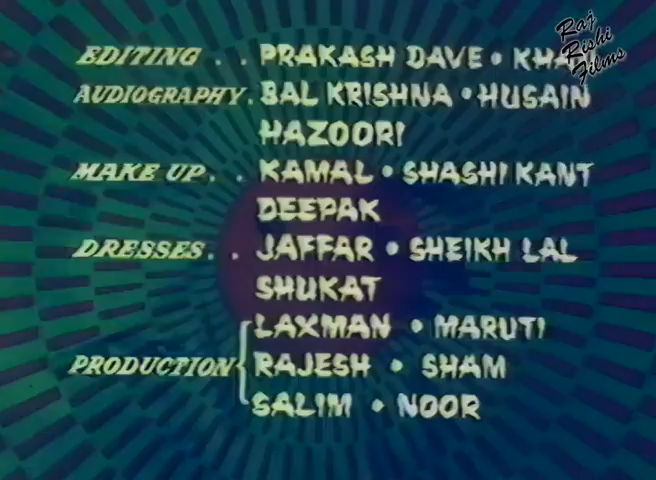 Raj
Rishi
Films
EDITING . . PRAKASH DAVE • 
AUDIOGRAPHY . BAL KRISHNA • HUSAIN
HAZOORI
MAKE UP . . KAMAL • SHASHI KANT
DEEPAK
DRESSES . . JAFFAR • SHEIKH LAL
SHUKAT
LAXMAN • MARUTI
PRODUCTION { RAJESH • SHAM
SALIM • NOOR